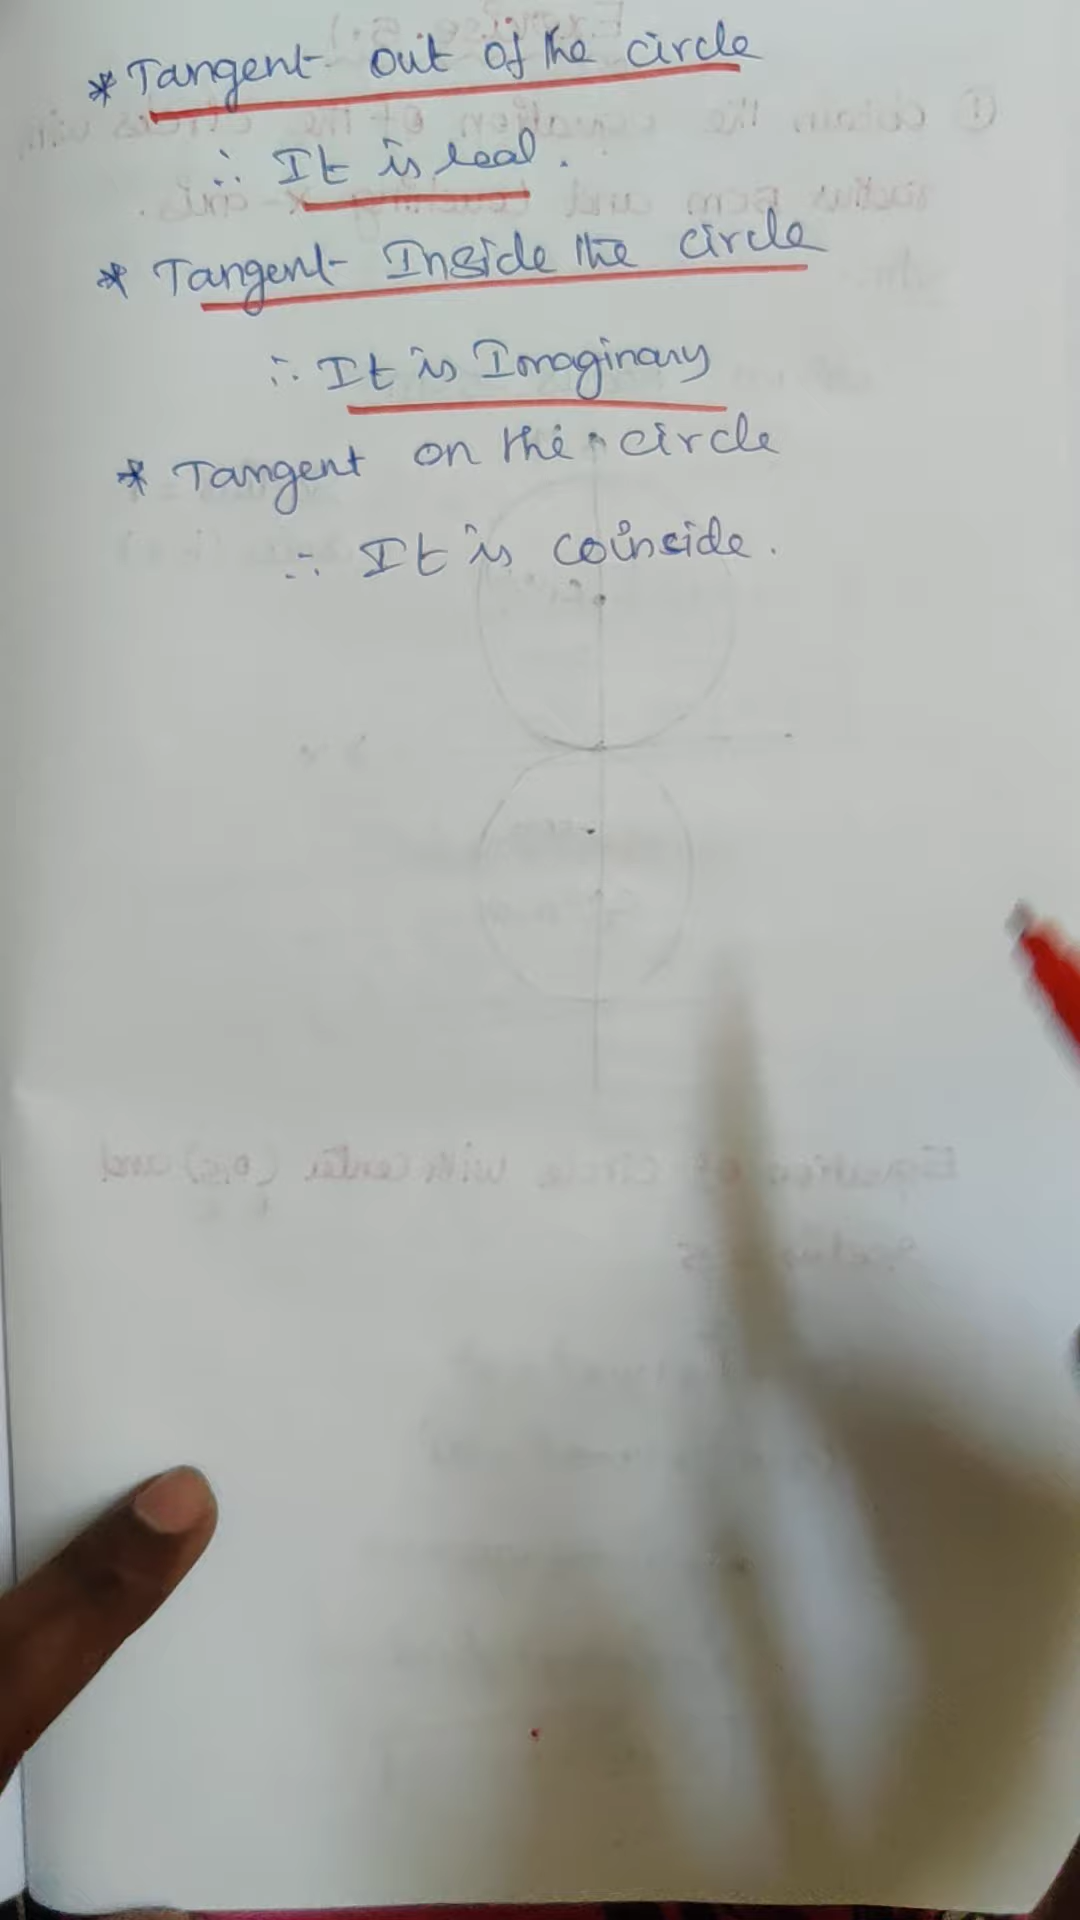 * Tangent out of the circle
∴ It is real.
* Tangent Inside the circle
∴ It is Imaginary
* Tangent on the circle
∴ It is coinside.